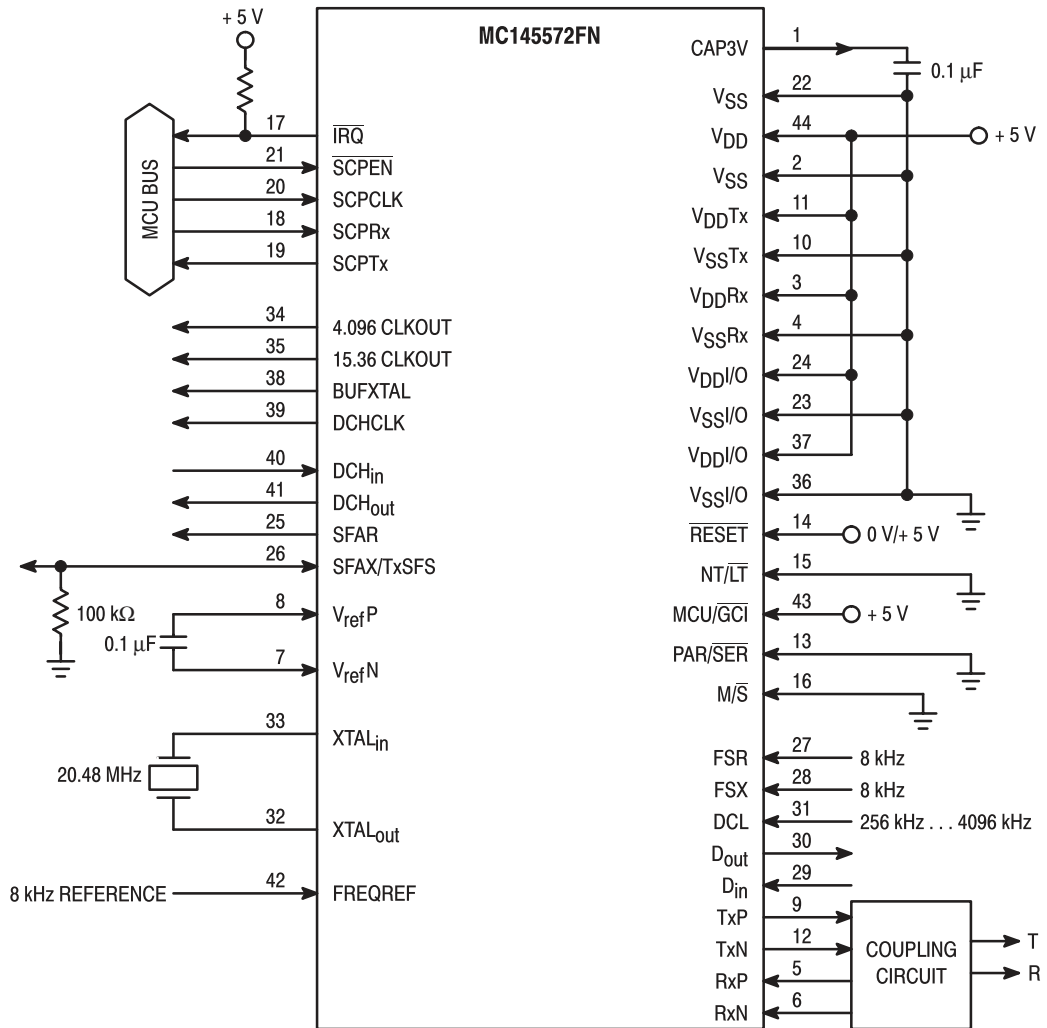 + 5 V
MC145572FN
MCU BUS
17 IRQ
21 SCPEN
20 SCPCLK
18 SCPRx
19 SCPTx
34 4.096 CLKOUT
35 15.36 CLKOUT
38 BUFXTAL
39 DCHCLK
40 DCHin
41 DCHout
25 SFAR
26 SFAX/TxSFS
100 kΩ
8 VrefP
0.1 μF
7 VrefN
33 XTALin
20.48 MHz
32 XTALout
8 kHz REFERENCE 42 FREQREF
CAP3V 1
0.1 μF
VSS 22
VDD 44 + 5 V
VSS 2
VDDTx 11
VSSTx 10
VDDRx 3
VSSRx 4
VDDI/O 24
VSSI/O 23
VDDI/O 37
VSSI/O 36
RESET 14 0 V/+ 5 V
NT/LT 15
MCU/GCI 43 + 5 V
PAR/SER 13
M/S 16
FSR 27 8 kHz
FSX 28 8 kHz
DCL 31 256 kHz . . . 4096 kHz
Dout 30
Din 29
TxP 9
TxN 12
RxP 5
RxN 6
COUPLING
CIRCUIT
T
R